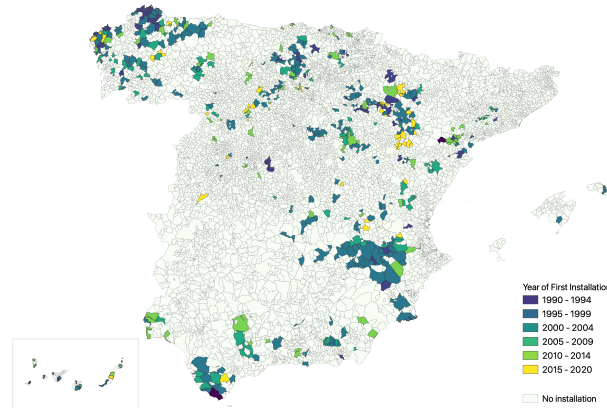 Year of First Installation
1990 - 1994
1995 - 1999
2000 - 2004
2005 - 2009
2010 - 2014
2015 - 2020
No installation